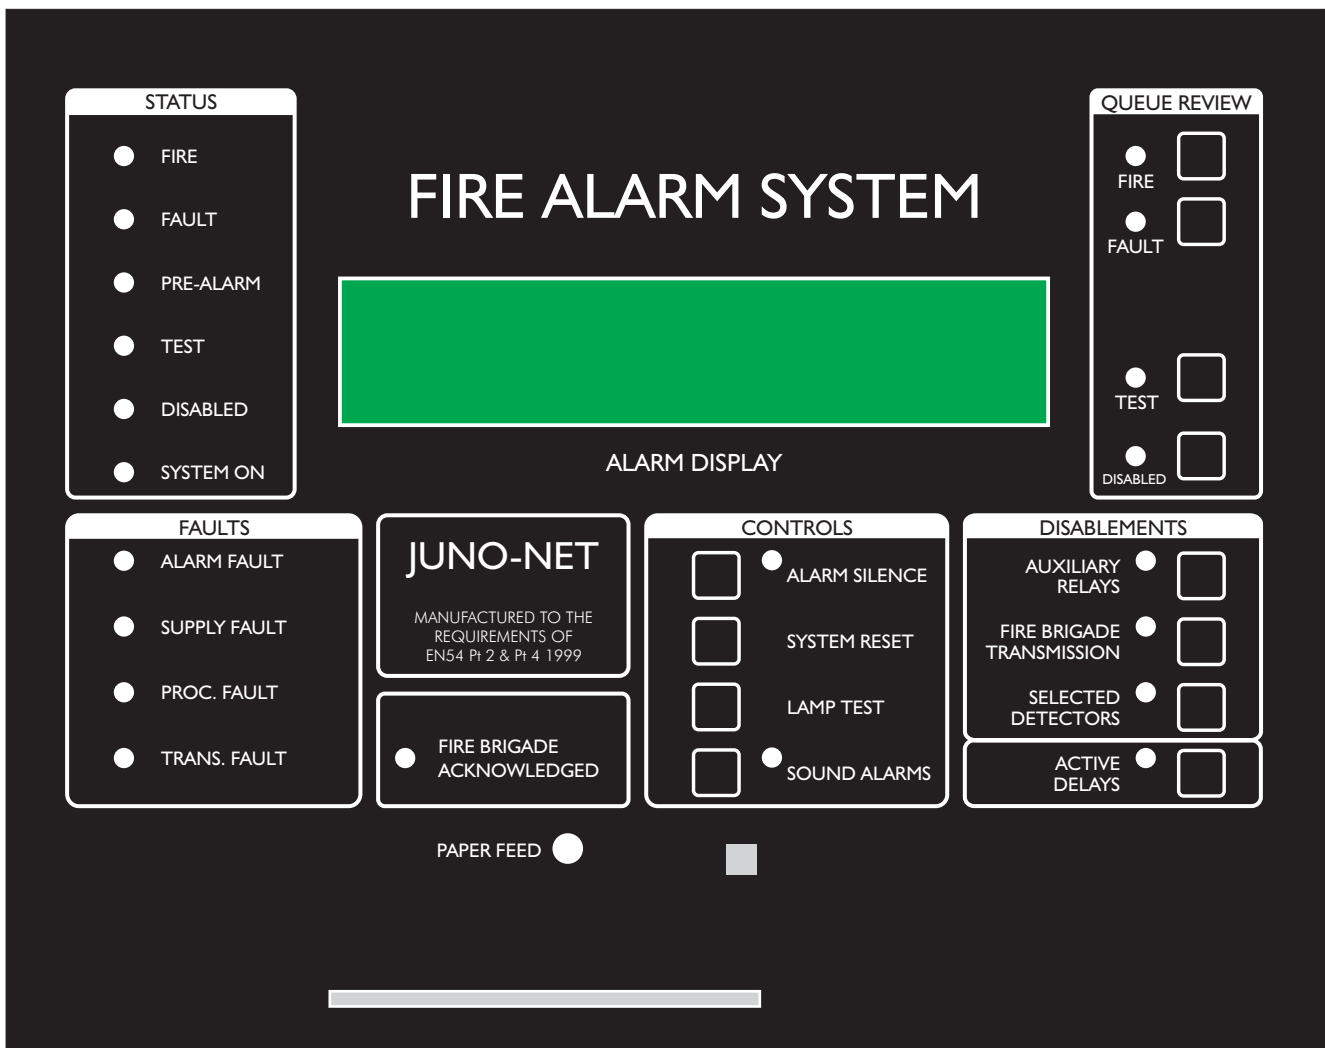 STATUS
FIRE
FAULT
PRE-ALARM
TEST
DISABLED
SYSTEM ON
FIRE ALARM SYSTEM
ALARM DISPLAY
QUEUE REVIEW
FIRE
FAULT
TEST
DISABLED
FAULTS
ALARM FAULT
SUPPLY FAULT
PROC. FAULT
TRANS. FAULT
JUNO-NET
MANUFACTURED TO THE
REQUIREMENTS OF
EN54 Pt 2 & Pt 4 1999
FIRE BRIGADE
ACKNOWLEDGED
CONTROLS
ALARM SILENCE
SYSTEM RESET
LAMP TEST
SOUND ALARMS
DISABLEMENTS
AUXILIARY
RELAYS
FIRE BRIGADE
TRANSMISSION
SELECTED
DETECTORS
ACTIVE
DELAYS
PAPER FEED